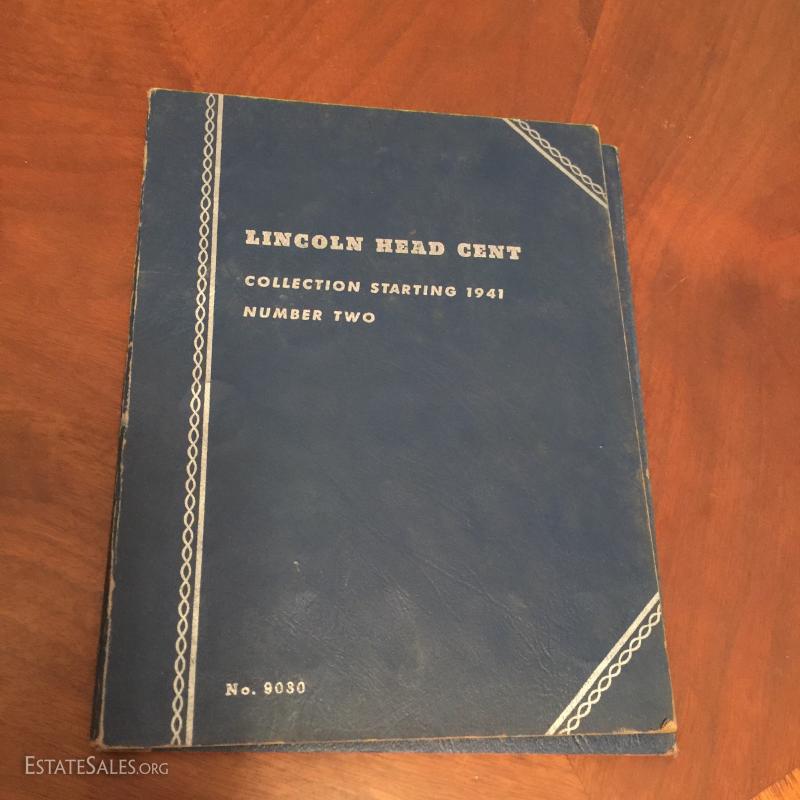 LINCOLN HEAD CENT
COLLECTION STARTING 1941
NUMBER TWO
No. 9030
ESTATESALES.ORG